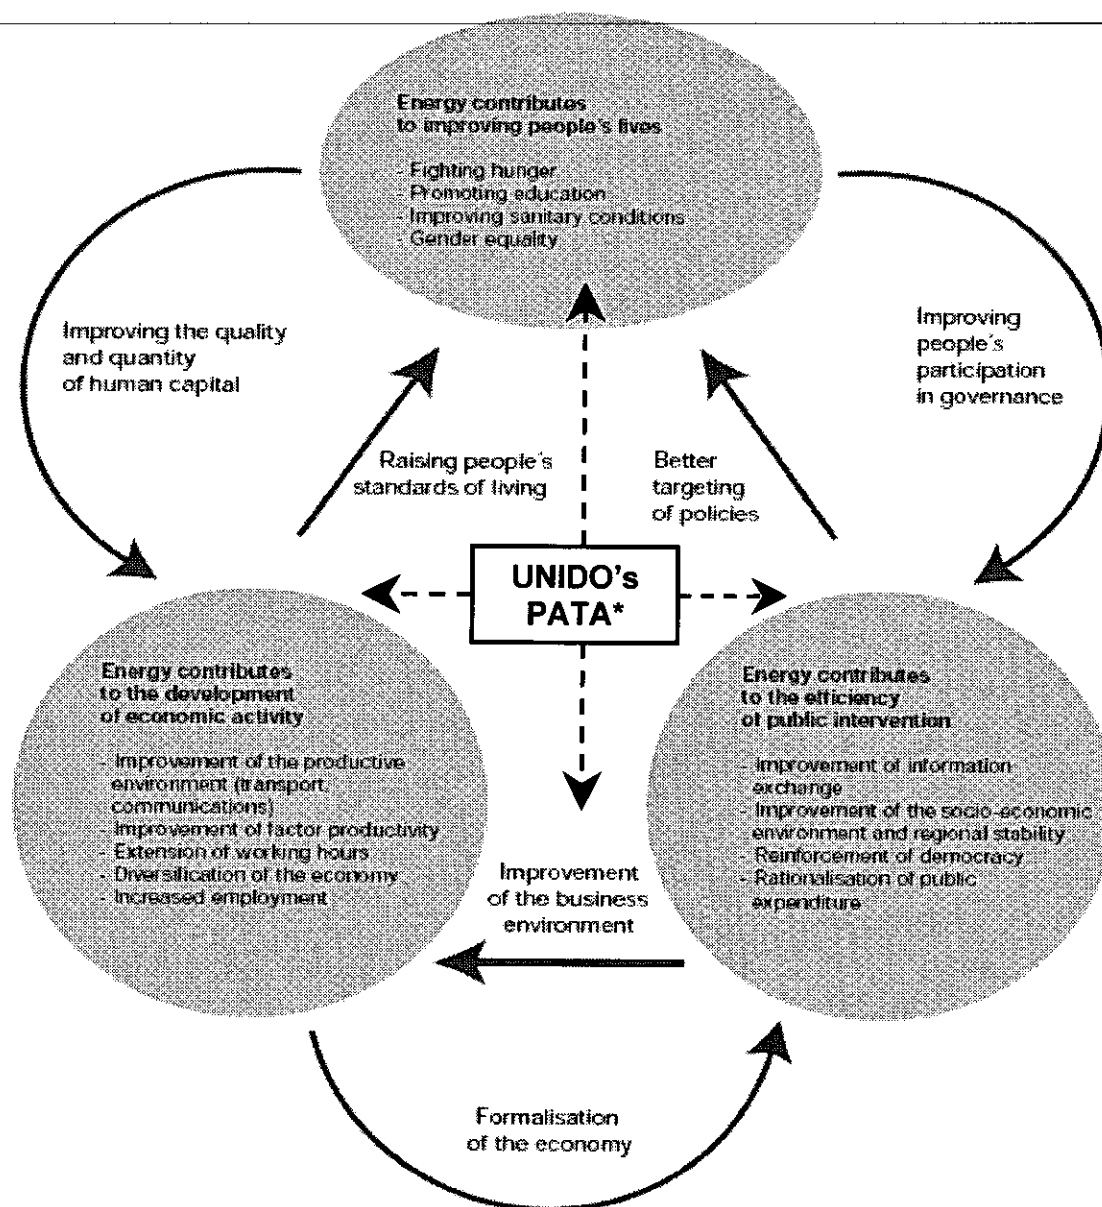 Energy contributes
to improving people's lives
- Fighting hunger
- Promoting education
- Improving sanitary conditions
- Gender equality
Improving the quality
and quantity
of human capital
Improving
people's
participation
in governance
Raising people's
standards of living
Better
targeting
of policies
UNIDO's
PATA*
Energy contributes
to the development
of economic activity
- Improvement of the productive
environment (transport,
communications)
- Improvement of factor productivity
- Extension of working hours
- Diversification of the economy
- Increased employment
Energy contributes
to the efficiency
of public intervention
- Improvement of information
exchange
- Improvement of the socio-economic
environment and regional stability
- Reinforcement of democracy
- Rationalisation of public
expenditure
Improvement
of the business
environment
Formalisation
of the economy